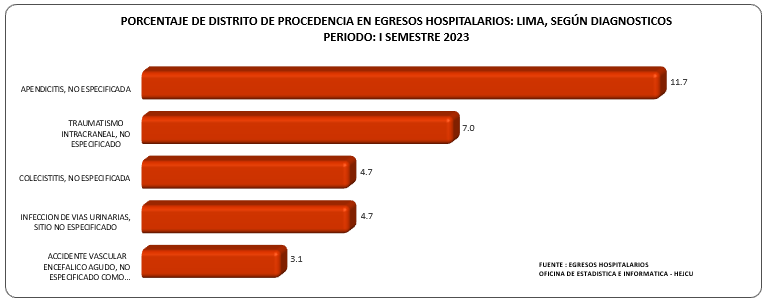 PORCENTAJE DE DISTRITO DE PROCEDENCIA EN EGRESOS HOSPITALARIOS: LIMA, SEGÚN DIAGNOSTICOS
PERIODO: I SEMESTRE 2023
APENDICITIS, NO ESPECIFICADA
11.7
TRAUMATISMO
INTRACRANEAL, NO
ESPECIFICADO
7.0
COLECISTITIS, NO ESPECIFICADA
4.7
INFECCION DE VIAS URINARIAS,
SITIO NO ESPECIFICADO
4.7
ACCIDENTE VASCULAR
ENCEFALICO AGUDO, NO
ESPECIFICADO COMO...
3.1
FUENTE : EGRESOS HOSPITALARIOS
OFICINA DE ESTADISTICA E INFORMATICA - HEJCU